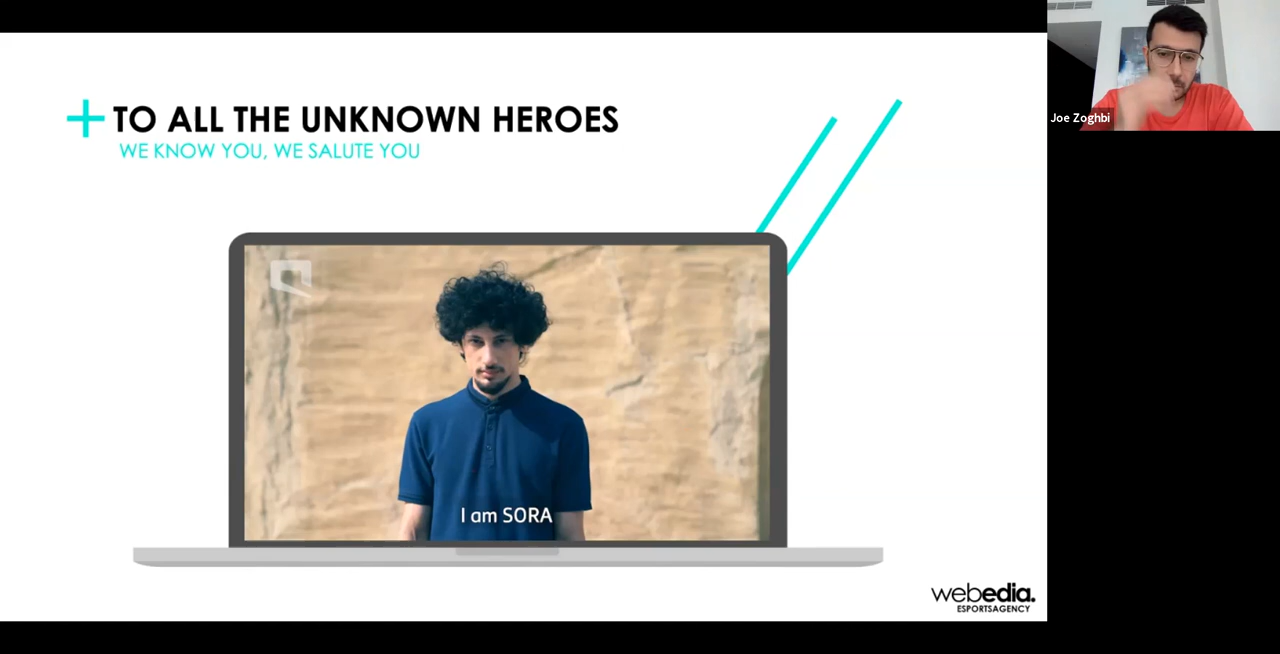 TO ALL THE UNKNOWN HEROES
WE KNOW YOU, WE SALUTE YOU
I am SORA
webedia.
ESPORTSAGENCY
Joe Zoghbi